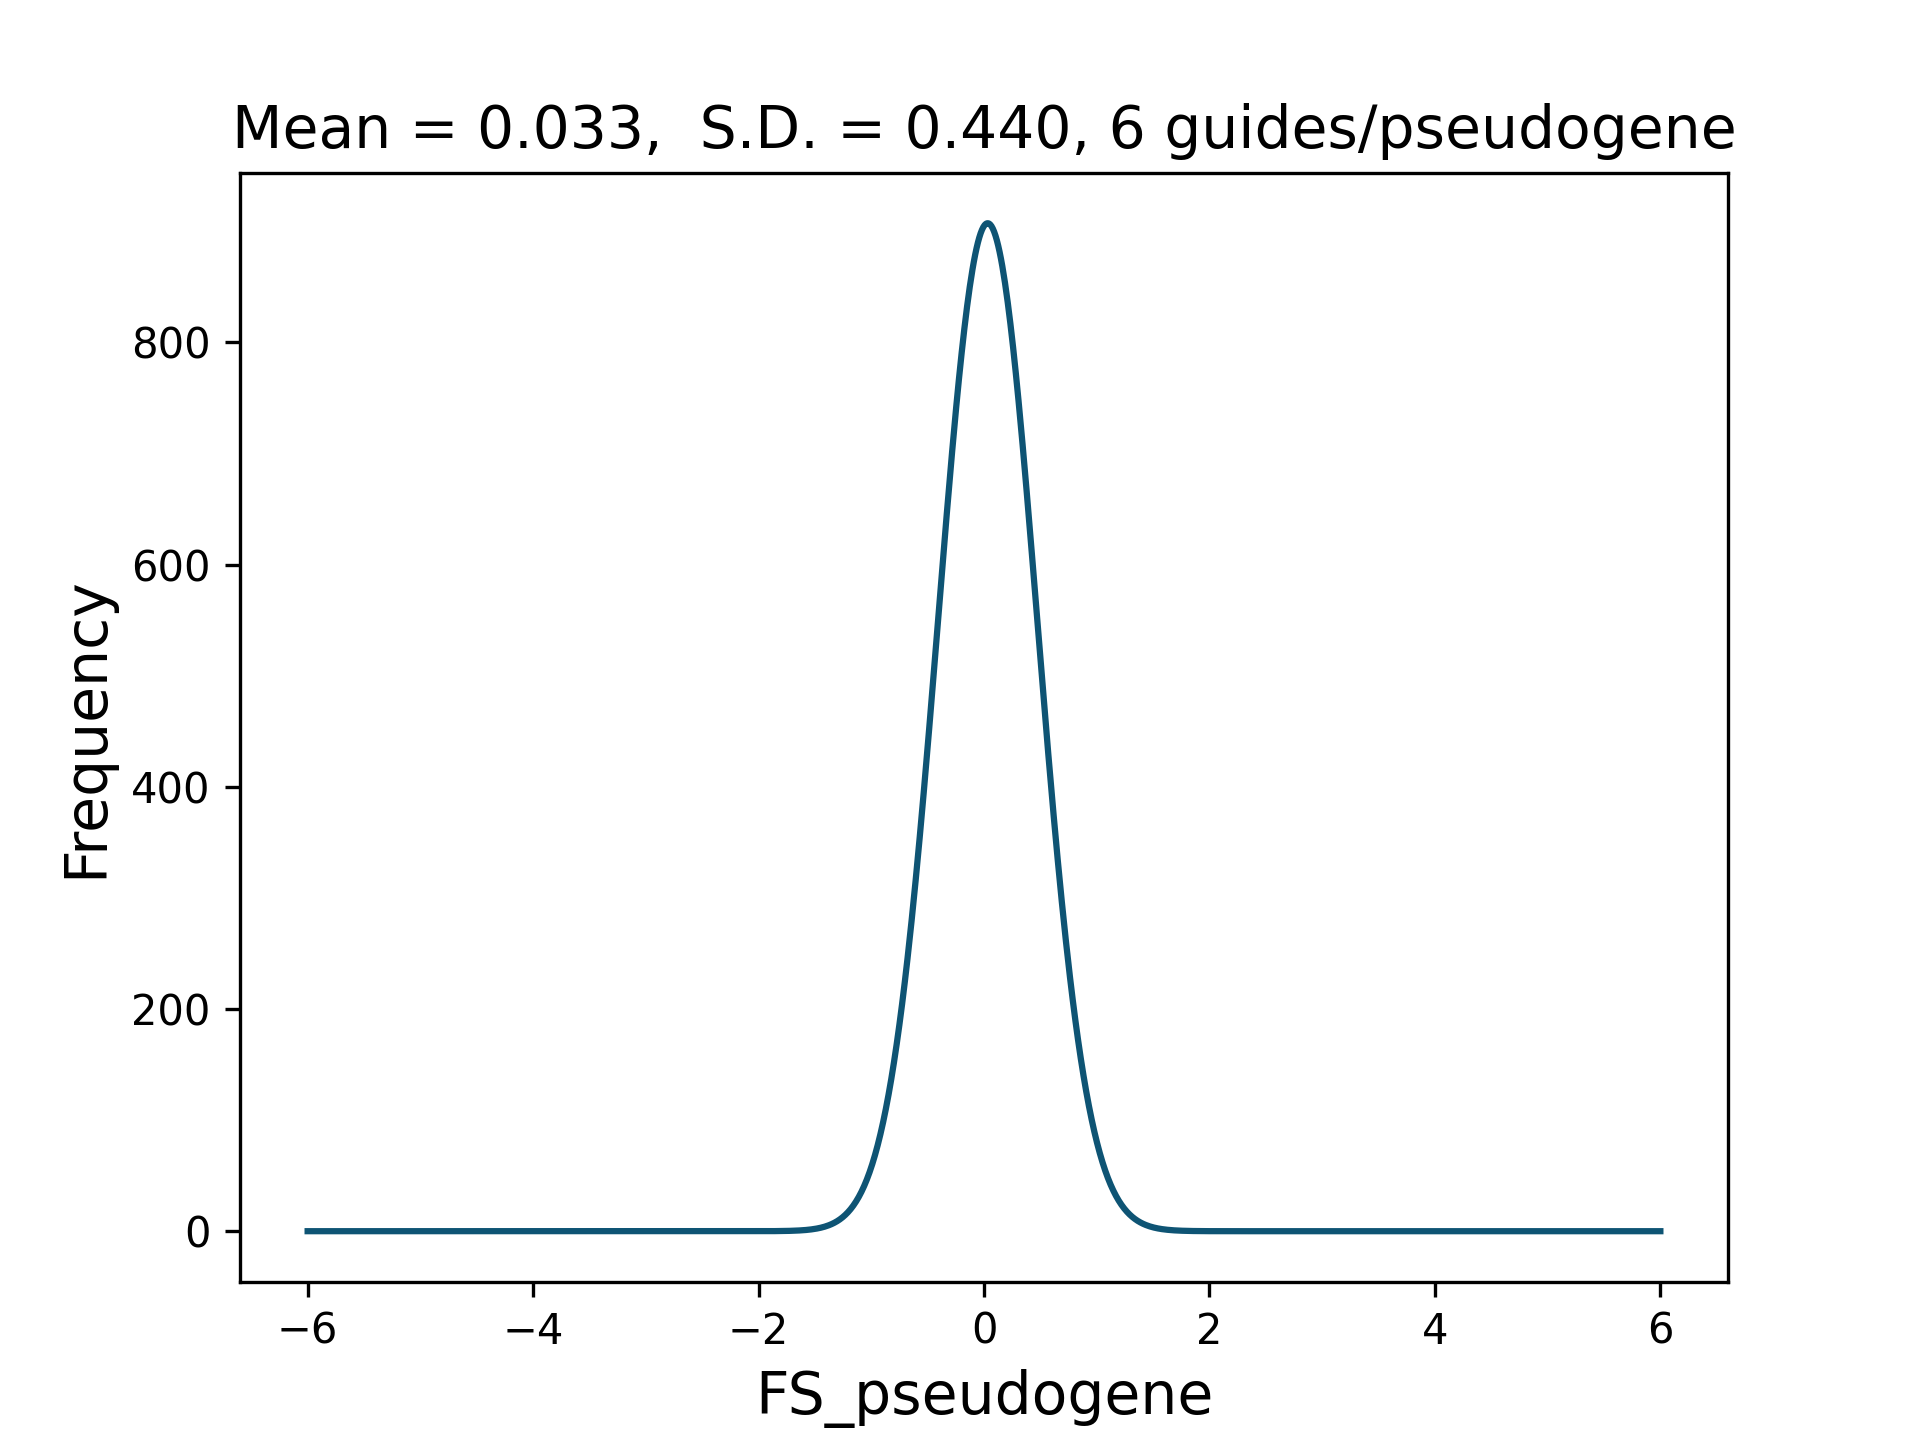 Mean = 0.033,  S.D. = 0.440, 6 guides/pseudogene
Frequency
800
600
400
200
0
−6 −4 −2 0 2 4 6
FS_pseudogene